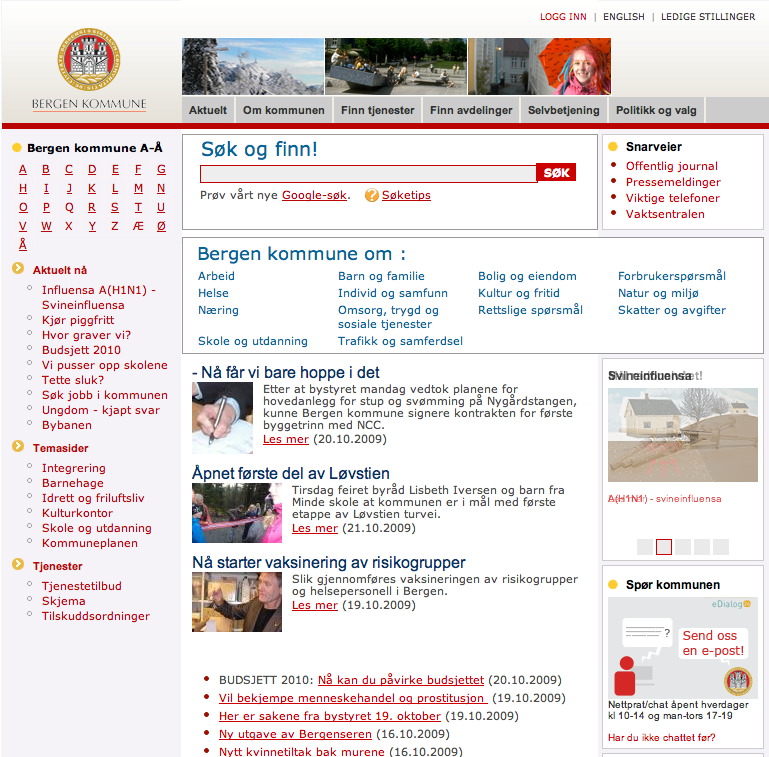 LOGG INN | ENGLISH | LEDIGE STILLINGER
BERGEN KOMMUNE
Aktuelt
Om kommunen
Finn tjenester
Finn avdelinger
Selvbetjening
Politikk og valg
Bergen kommune A-Å
A B C D E F G
H I J K L M N
O P Q R S T U
V W X Y Z Æ Ø
Å
Aktuelt nå
Influensa A(H1N1) -
Svineinfluensa
Kjør piggfritt
Hvor graver vi?
Budsjett 2010
Vi pusser opp skolene
Tette sluk?
Søk jobb i kommunen
Ungdom - kjapt svar
Bybanen
Temasider
Integrering
Barnehage
Idrett og friluftsliv
Kulturkontor
Skole og utdanning
Kommuneplanen
Tjenester
Tjenestetilbud
Skjema
Tilskuddsordninger
Søk og finn!
SØK
Prøv vårt nye Google-søk. Søketips
Bergen kommune om :
Arbeid Barn og familie Bolig og eiendom Forbrukerspørsmål
Helse Individ og samfunn Kultur og fritid Natur og miljø
Næring Omsorg, trygd og Rettslige spørsmål Skatter og avgifter
sosiale tjenester
Skole og utdanning Trafikk og samferdsel
- Nå får vi bare hoppe i det
Etter at bystyret mandag vedtok planene for
hovedanlegg for stup og svømming på Nygårdstangen,
kunne Bergen kommune signere kontrakten for første
byggetrinn med NCC.
Les mer (20.10.2009)
Åpnet første del av Løvstien
Tirsdag feiret byråd Lisbeth Iversen og barn fra
Minde skole at kommunen er i mål med første
etappe av Løvstien turvei.
Les mer (21.10.2009)
Nå starter vaksinering av risikogrupper
Slik gjennomføres vaksineringen av risikogrupper
og helsepersonell i Bergen.
Les mer (19.10.2009)
BUDSJETT 2010: Nå kan du påvirke budsjettet (20.10.2009)
Vil bekjempe menneskehandel og prostitusjon (19.10.2009)
Her er sakene fra bystyret 19. oktober (19.10.2009)
Ny utgave av Bergenseren (16.10.2009)
Nytt kvinnetiltak bak murene (16.10.2009)
Snarveier
Offentlig journal
Pressemeldinger
Viktige telefoner
Vaktsentralen
Svineinfluensa
A(H1N1) - svineinfluensa
Spør kommunen
eDialog
?
Send oss
en e-post!
Nettprat/chat åpent hverdager
kl 10-14 og man-tors 17-19
Har du ikke chattet før?